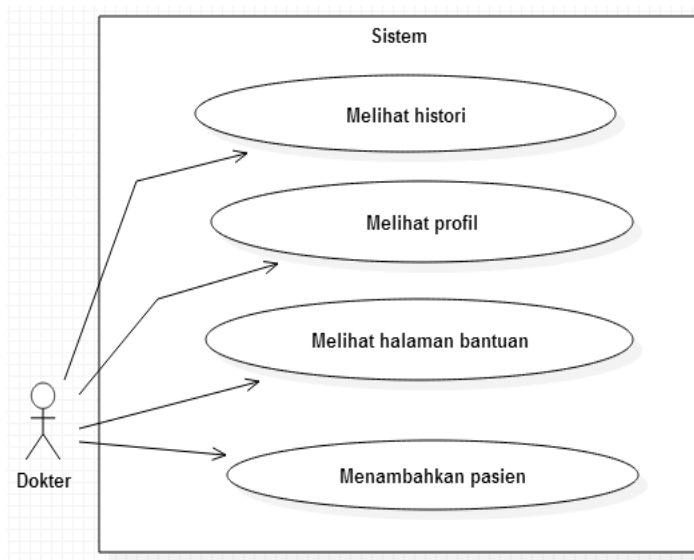 Sistem
Melihat histori
Melihat profil
Melihat halaman bantuan
Menambahkan pasien
Dokter